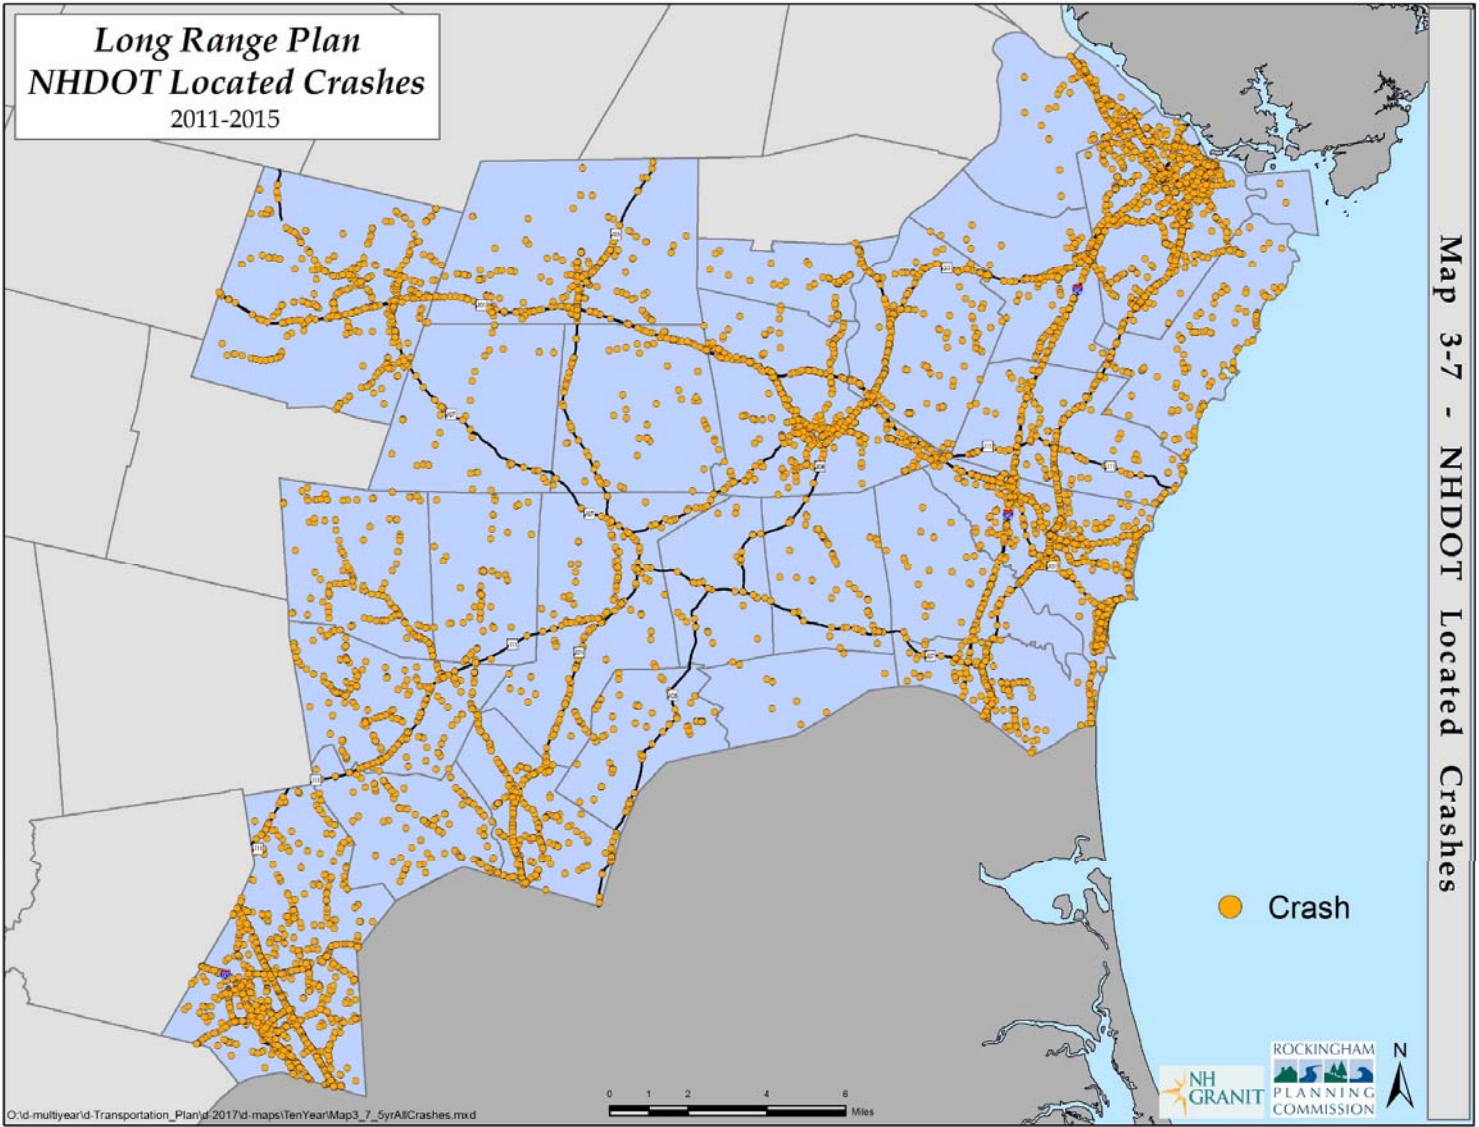 Long Range Plan
NHDOT Located Crashes
2011-2015
Map 3-7 - NHDOT Located Crashes
Crash
0 1 2 4 6
Miles
NH
GRANIT
ROCKINGHAM
PLANNING
COMMISSION
N
O:\d-multiyear\d-Transportation_Plan\d-2017\d-maps\TenYear\Map3_7_5yrAllCrashes.mxd